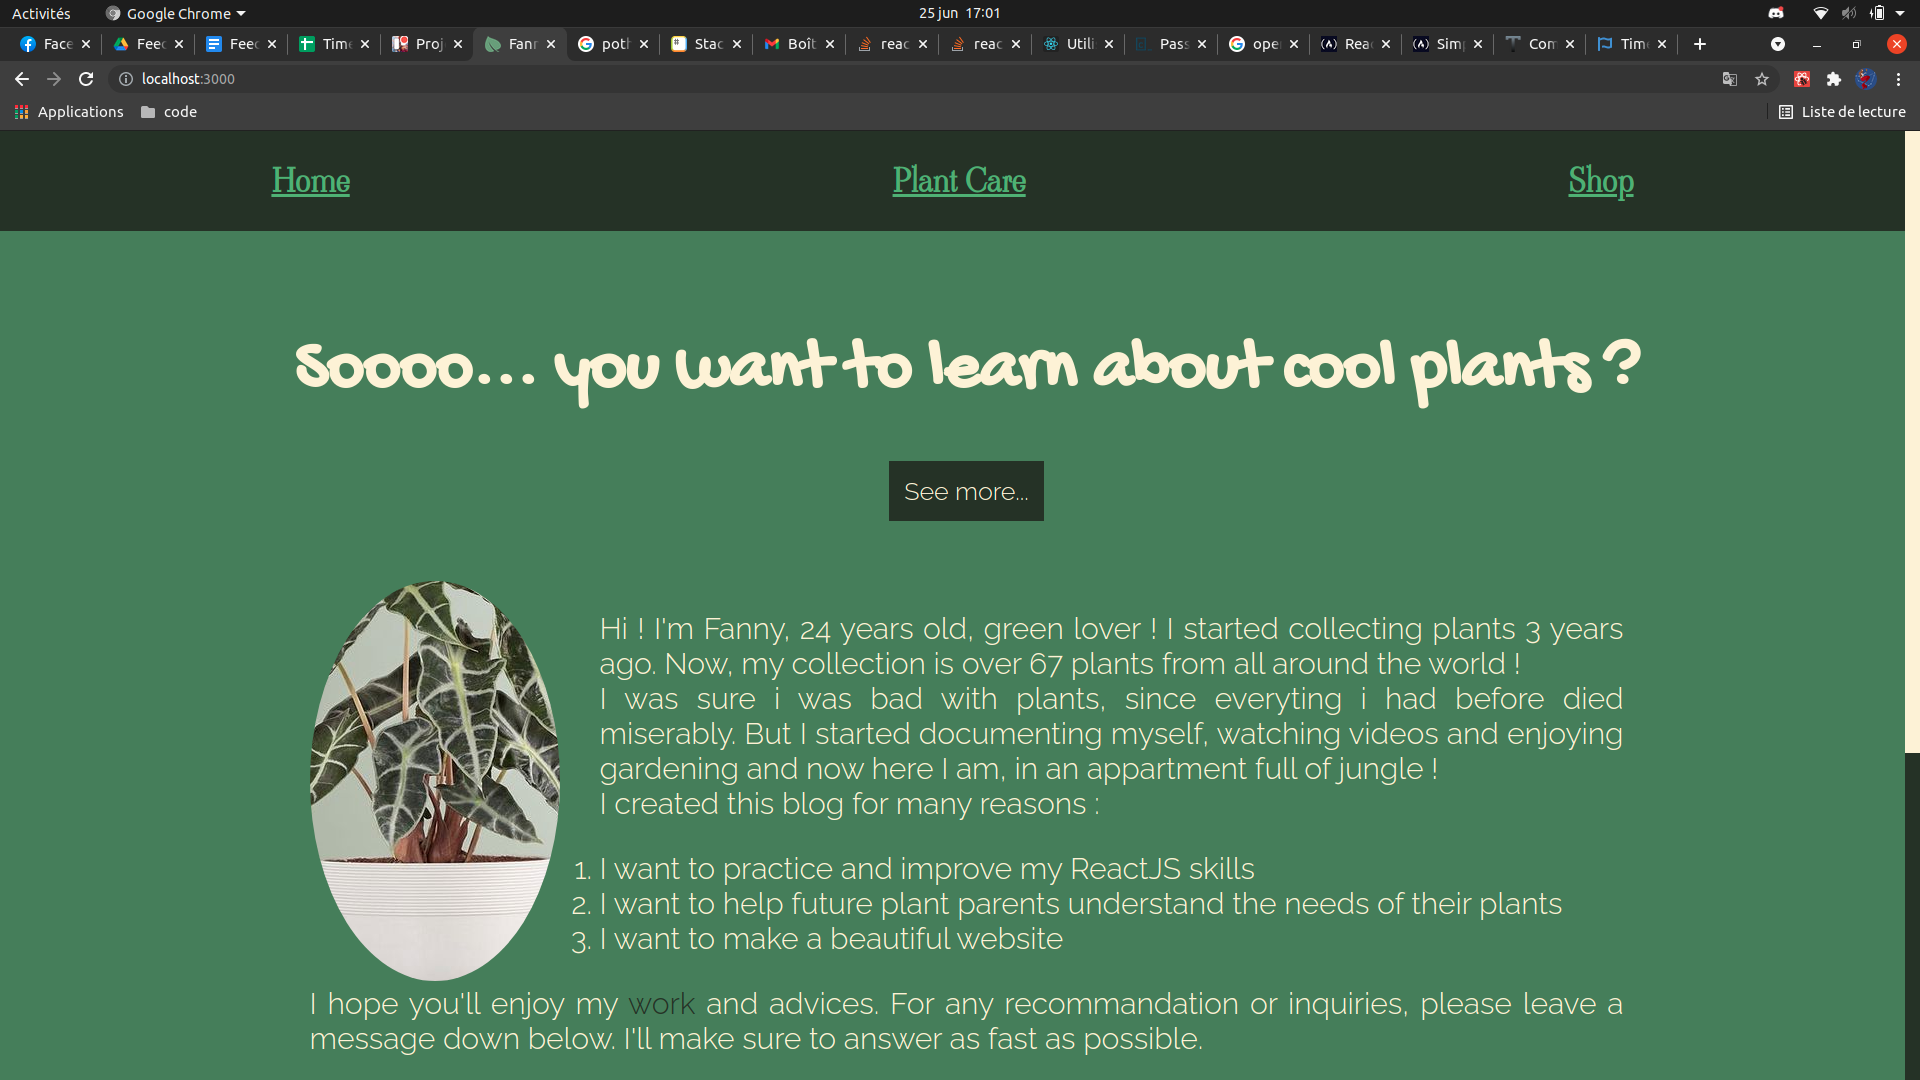 Activités Google Chrome 25 jun 17:01
Face Feed Feed Time Proj Fann poth Stac Boît reac reac Utili Pass ope Rea Simp Con Time
localhost:3000
Applications code Liste de lecture
Home Plant Care Shop
Soooo... you want to learn about cool plants ?
See more...
Hi ! I'm Fanny, 24 years old, green lover ! I started collecting plants 3 years
ago. Now, my collection is over 67 plants from all around the world !
I was sure i was bad with plants, since everyting i had before died
miserably. But I started documenting myself, watching videos and enjoying
gardening and now here I am, in an appartment full of jungle !
I created this blog for many reasons :
1. I want to practice and improve my ReactJS skills
2. I want to help future plant parents understand the needs of their plants
3. I want to make a beautiful website
I hope you'll enjoy my work and advices. For any recommandation or inquiries, please leave a
message down below. I'll make sure to answer as fast as possible.